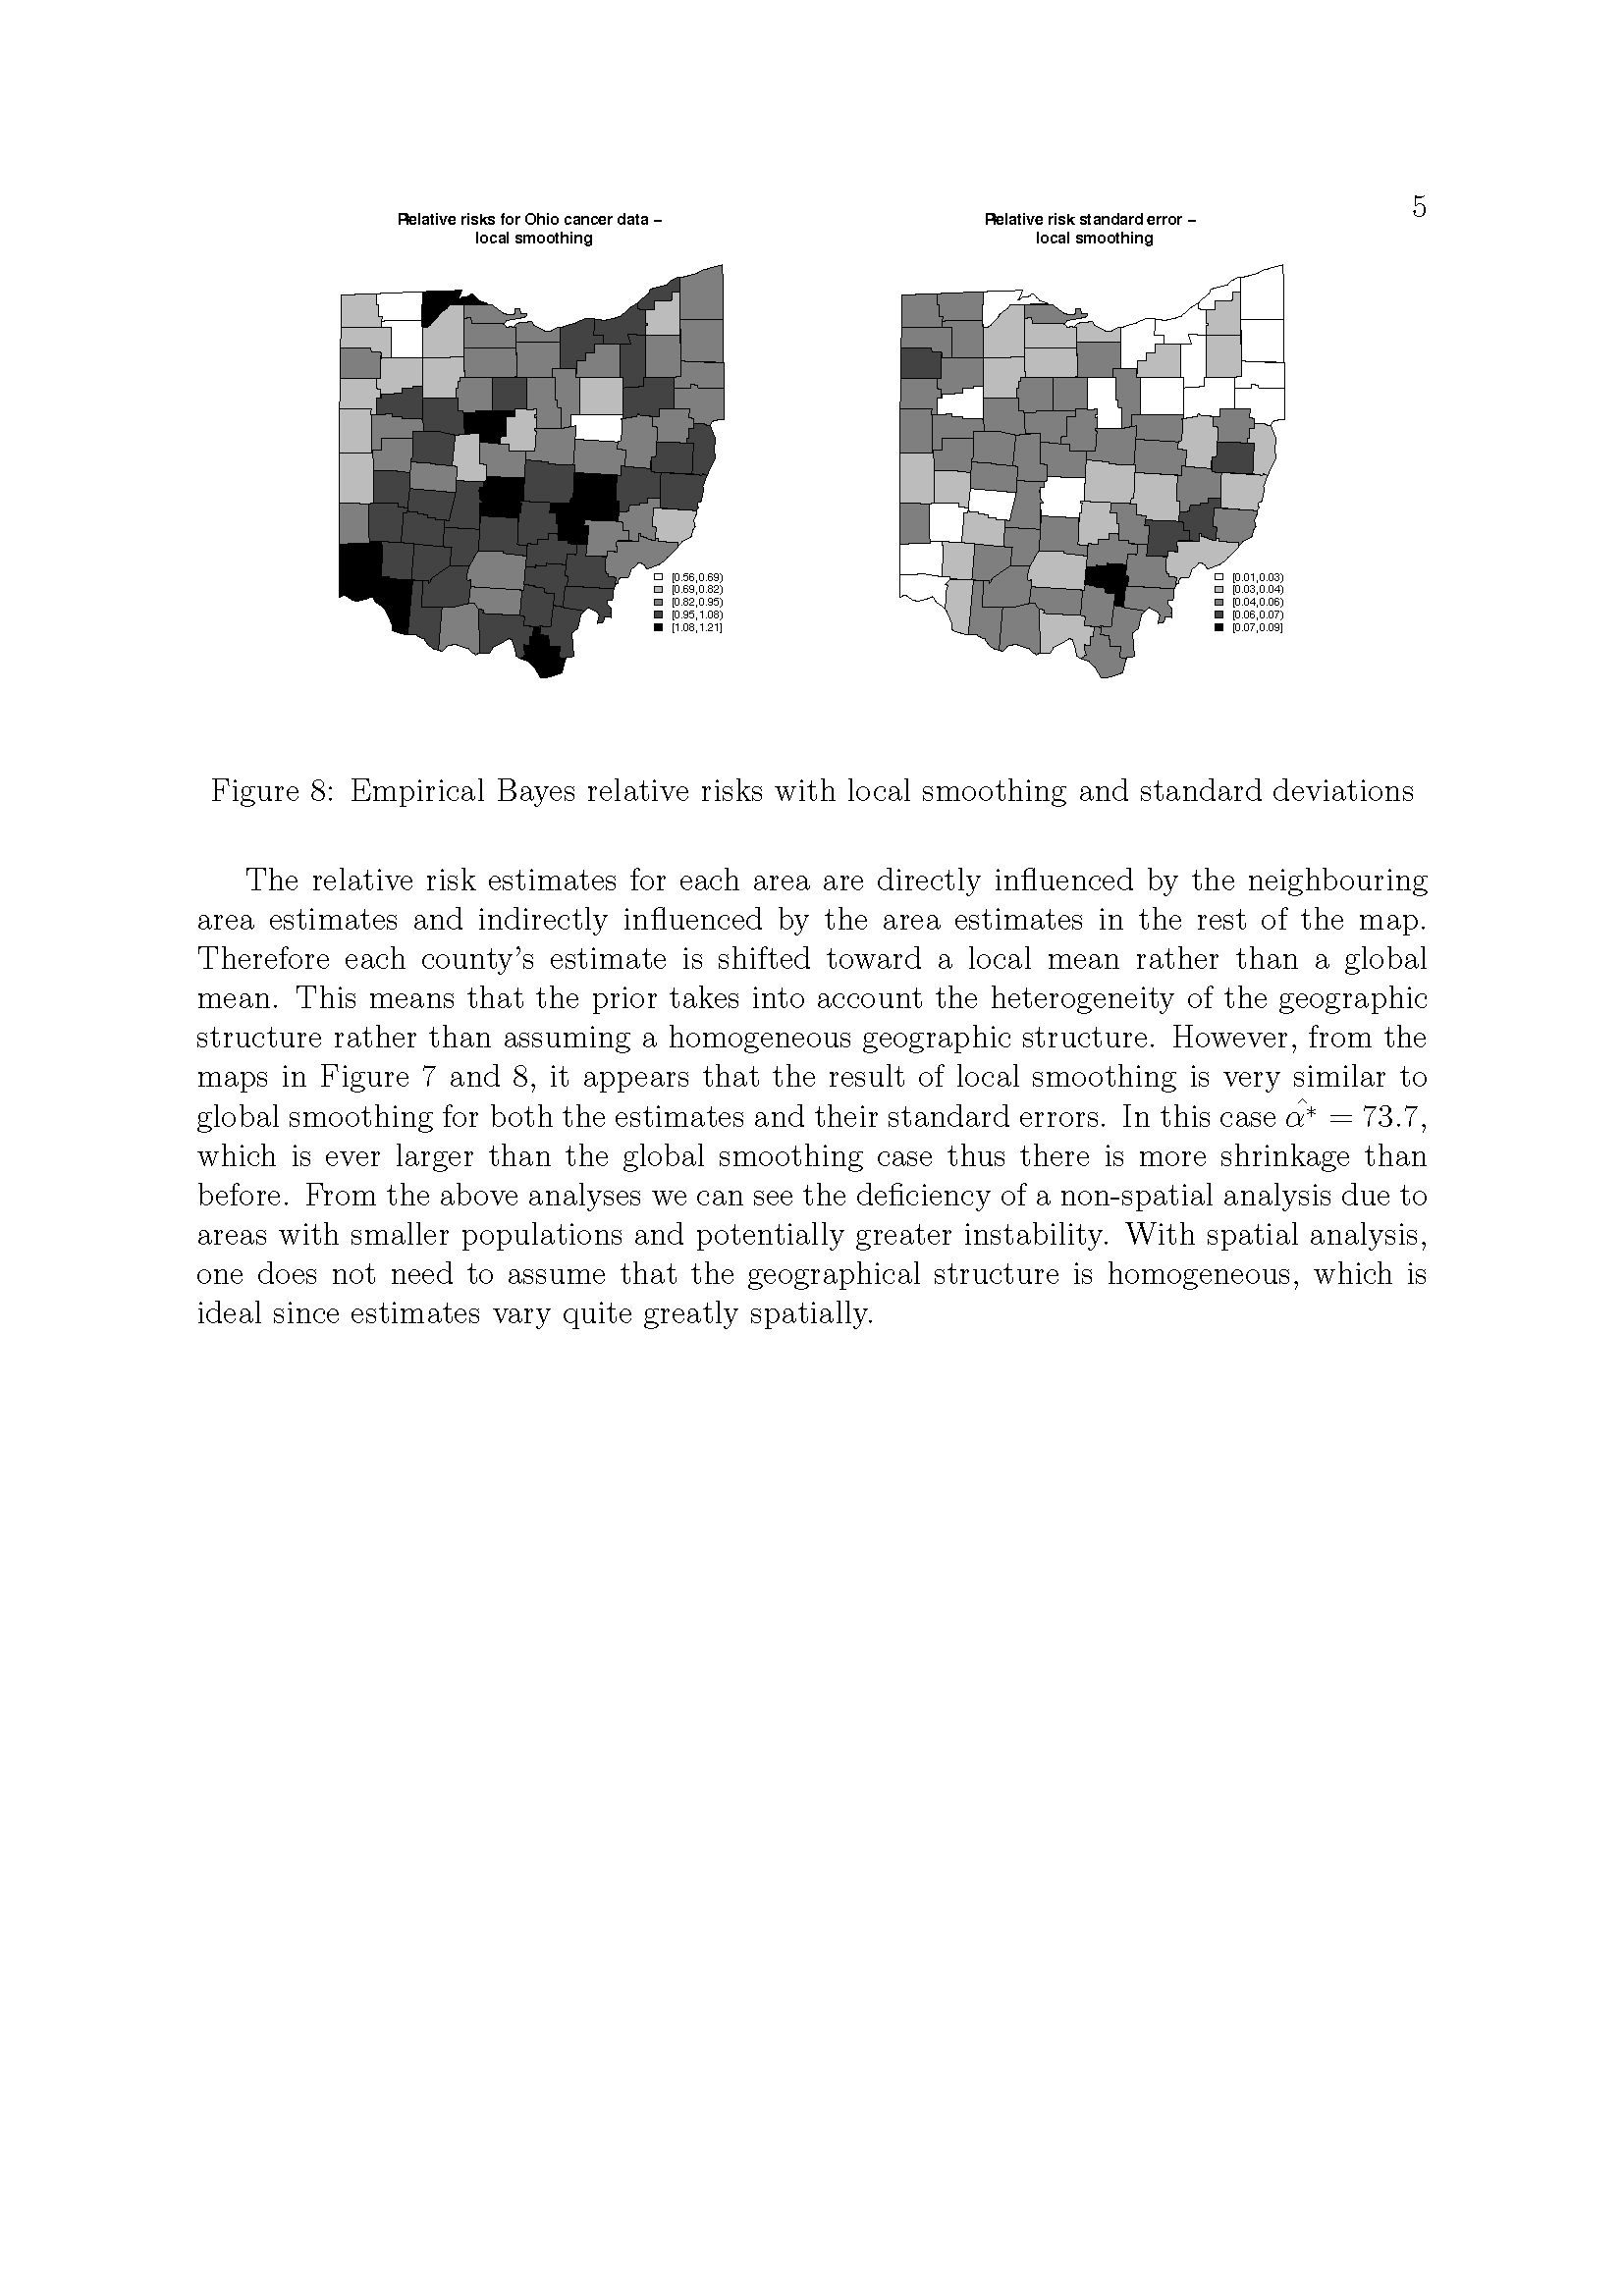 5
Relative risks for Ohio cancer data −
local smoothing
[0.56,0.69)
[0.69,0.82)
[0.82,0.95)
[0.95,1.08)
[1.08,1.21]
Relative risk standard error −
local smoothing
[0.01,0.03)
[0.03,0.04)
[0.04,0.06)
[0.06,0.07)
[0.07,0.09]
Figure 8: Empirical Bayes relative risks with local smoothing and standard deviations
The relative risk estimates for each area are directly influenced by the neighbouring
area estimates and indirectly influenced by the area estimates in the rest of the map.
Therefore each county's estimate is shifted toward a local mean rather than a global
mean. This means that the prior takes into account the heterogeneity of the geographic
structure rather than assuming a homogeneous geographic structure. However, from the
maps in Figure 7 and 8, it appears that the result of local smoothing is very similar to
global smoothing for both the estimates and their standard errors. In this case α̂* = 73.7,
which is ever larger than the global smoothing case thus there is more shrinkage than
before. From the above analyses we can see the deficiency of a non-spatial analysis due to
areas with smaller populations and potentially greater instability. With spatial analysis,
one does not need to assume that the geographical structure is homogeneous, which is
ideal since estimates vary quite greatly spatially.